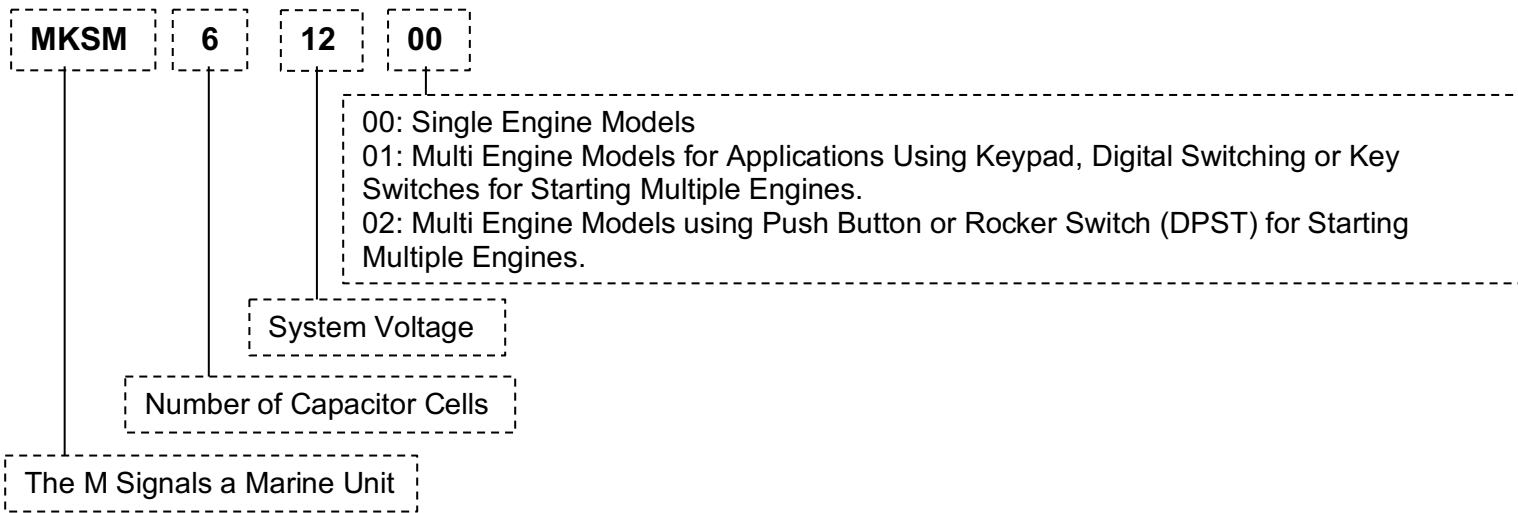 MKSM 6 12 00
00: Single Engine Models
01: Multi Engine Models for Applications Using Keypad, Digital Switching or Key
Switches for Starting Multiple Engines.
02: Multi Engine Models using Push Button or Rocker Switch (DPST) for Starting
Multiple Engines.
System Voltage
Number of Capacitor Cells
The M Signals a Marine Unit